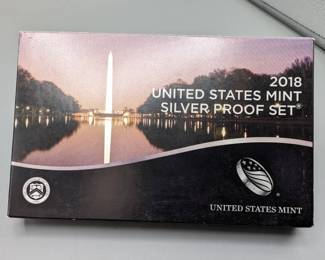 2018
UNITED STATES MINT
SILVER PROOF SET®
UNITED STATES MINT